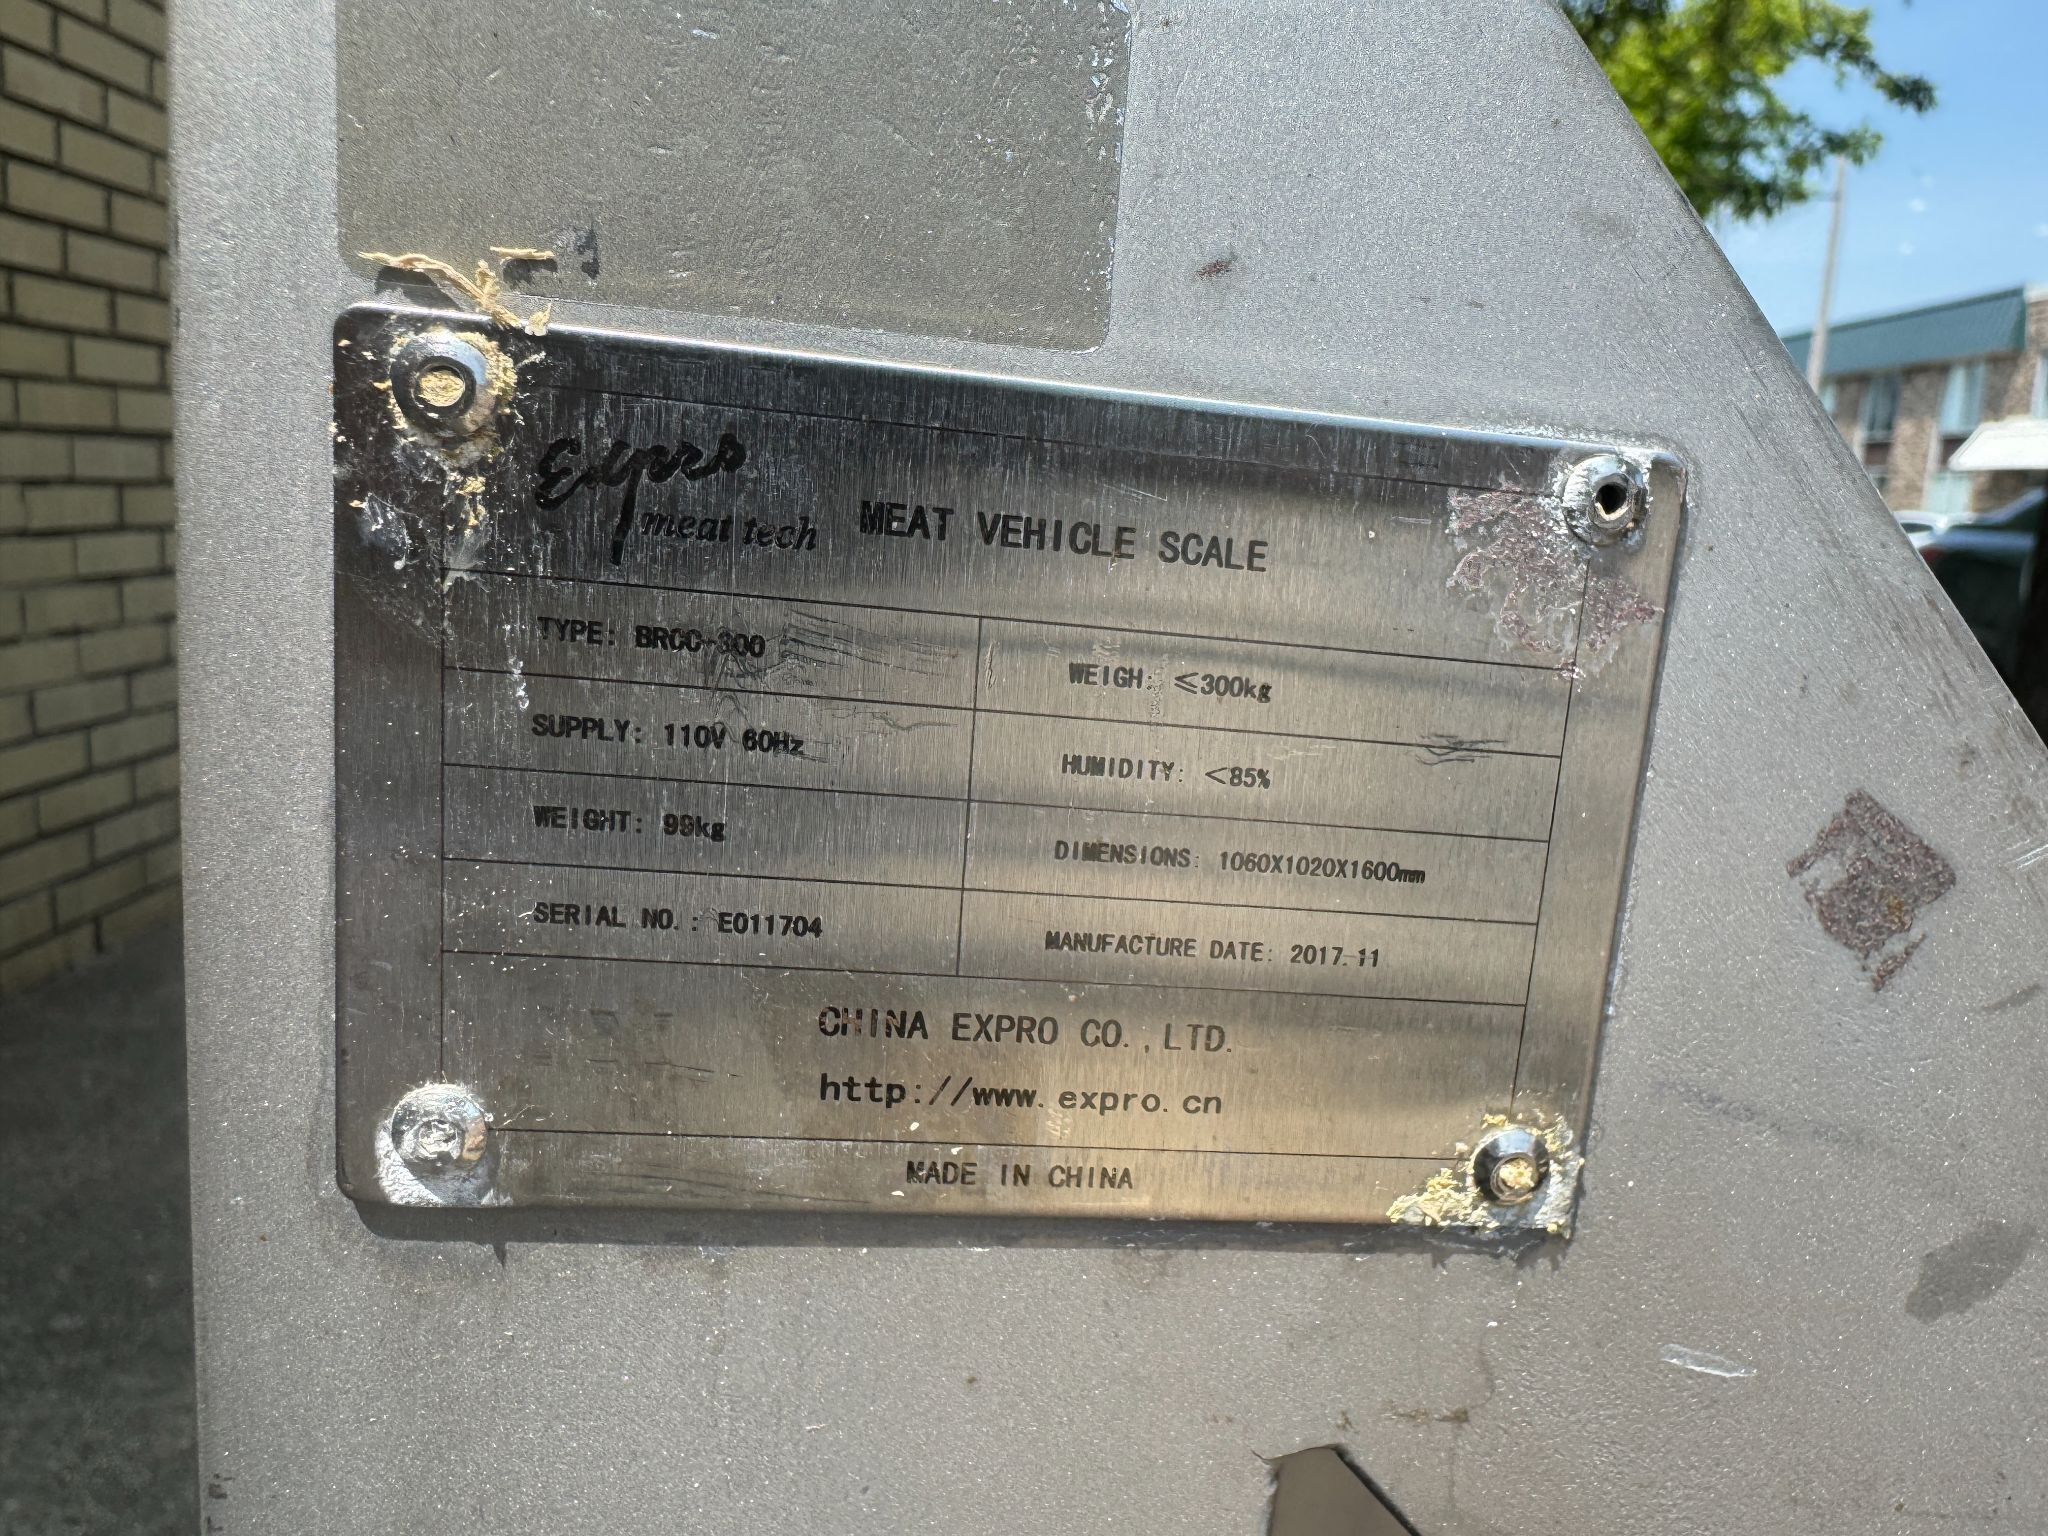 Expro
meat tech
MEAT VEHICLE SCALE
TYPE: BRCC-300
WEIGH: ≤300kg
SUPPLY: 110V 60Hz
HUMIDITY: <85%
WEIGHT: 99kg
DIMENSIONS: 1060X1020X1600mm
SERIAL NO.: E011704
MANUFACTURE DATE: 2017.11
CHINA EXPRO CO., LTD.
http://www.expro.cn
MADE IN CHINA